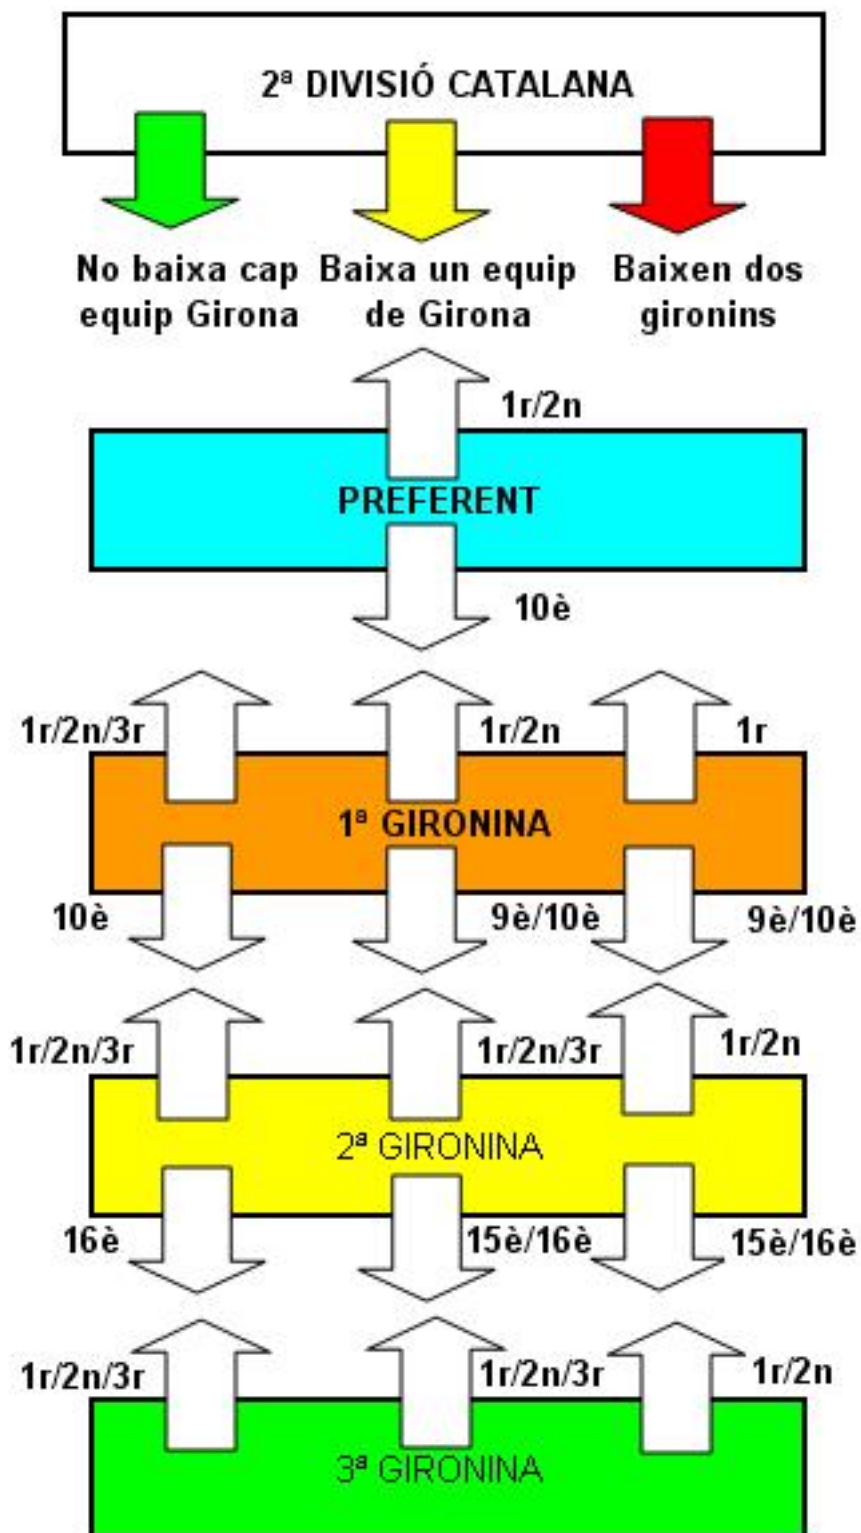 2ª DIVISIÓ CATALANA
No baixa cap
equip Girona
Baixa un equip
de Girona
Baixen dos
gironins
1r/2n
PREFERENT
10è
1r/2n/3r
1r/2n
1r
1ª GIRONINA
10è
9è/10è
9è/10è
1r/2n/3r
1r/2n/3r
1r/2n
2ª GIRONINA
16è
15è/16è
15è/16è
1r/2n/3r
1r/2n/3r
1r/2n
3ª GIRONINA